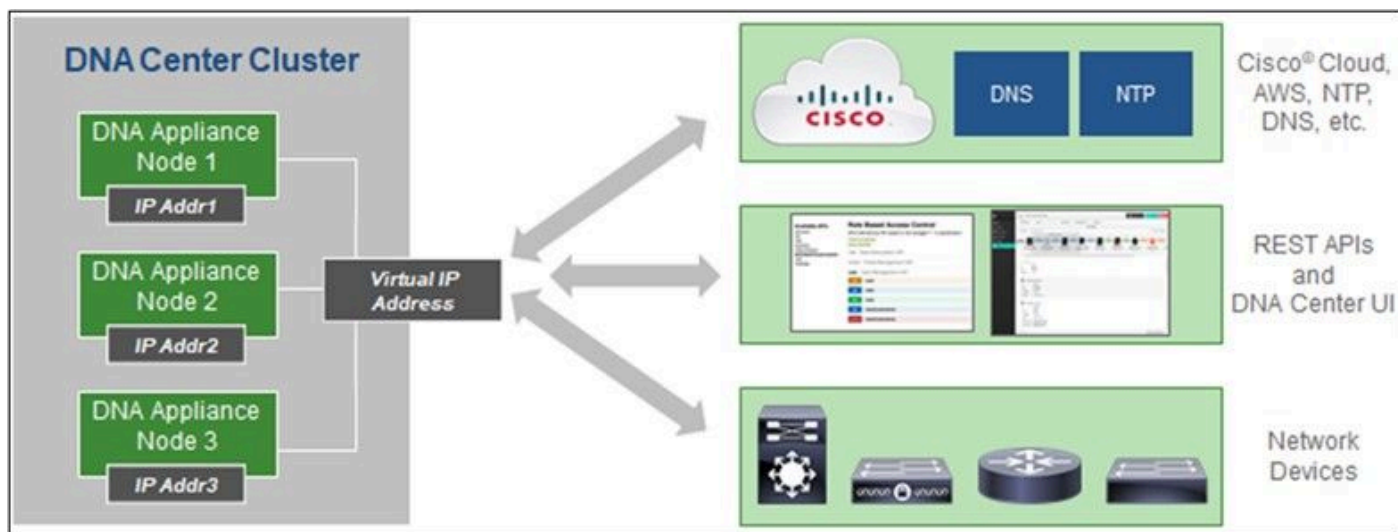 DNA Center Cluster
DNA Appliance
Node 1
IP Addr1
DNA Appliance
Node 2
IP Addr2
DNA Appliance
Node 3
IP Addr3
Virtual IP
Address
CISCO
DNS
NTP
Cisco® Cloud,
AWS, NTP,
DNS, etc.
Role Based Access Control
REST APIs
and
DNA Center UI
Network
Devices